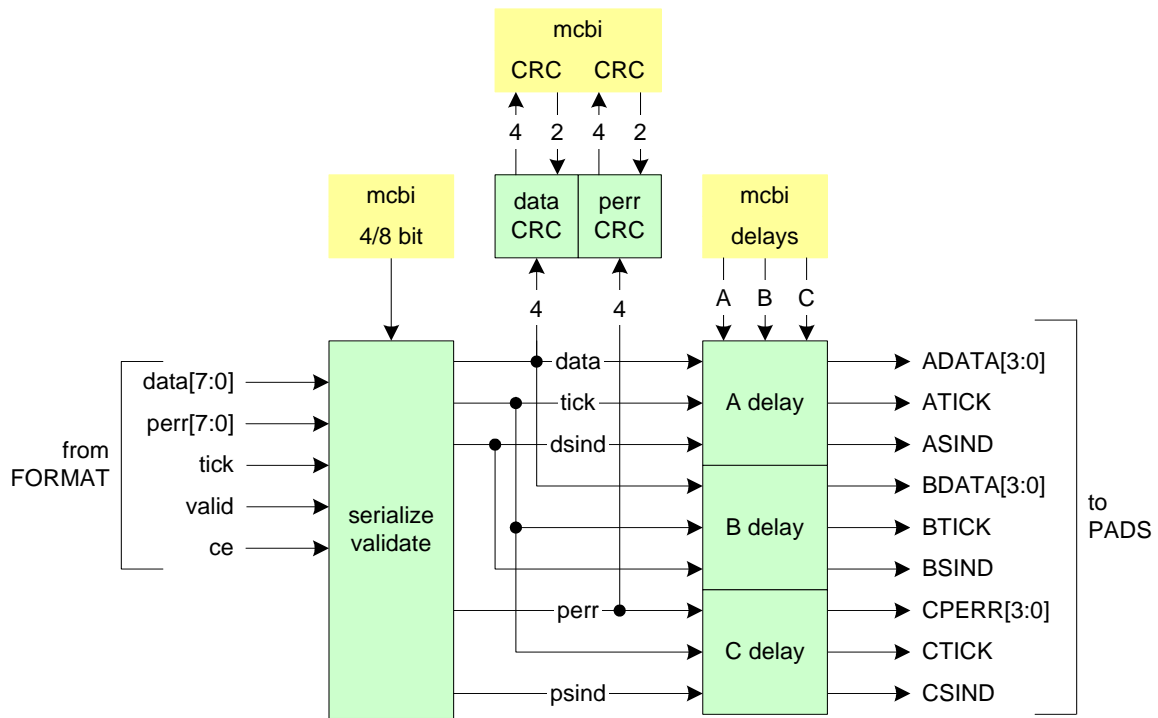 mcbi
CRC CRC
4 2 4 2
mcbi
4/8 bit
data
CRC
perr
CRC
mcbi
delays
4 4
A B C
from
FORMAT
data[7:0]
perr[7:0]
tick
valid
ce
serialize
validate
data
tick
dsind
perr
psind
A delay
B delay
C delay
ADATA[3:0]
ATICK
ASIND
BDATA[3:0]
BTICK
BSIND
CPERR[3:0]
CTICK
CSIND
to
PADS